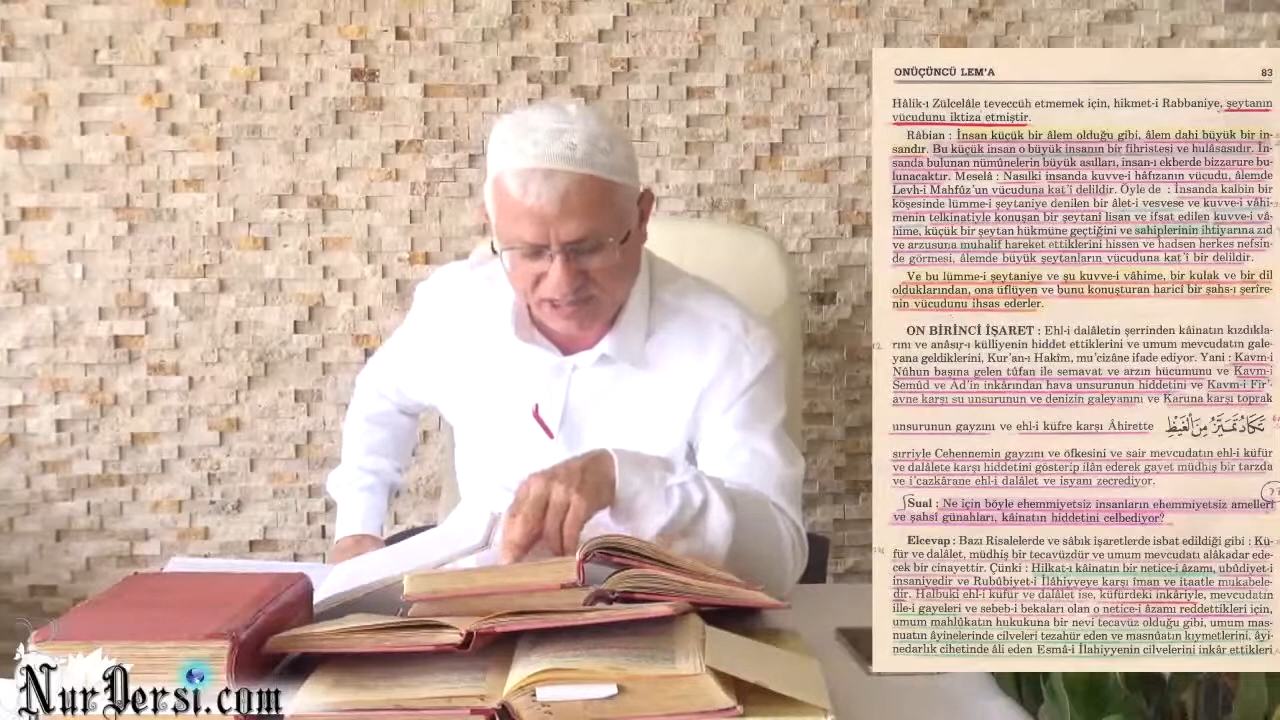 ONÜÇÜNCÜ LEM'A 83
Hâlik-ı Zülcelâle teveccüh etmemek için, hikmet-i Rabbaniye, şeytanın
vücudunu iktiza etmiştir.
Râbian : İnsan küçük bir âlem olduğu gibi, âlem dahi büyük bir in-
sandır. Bu küçük insan o büyük insanın bir fihristesi ve hulâsasıdır. İn-
sanda bulunan nümûnelerin büyük asılları, insan-ı ekberde bizzarure bu-
lunacaktır. Meselâ : Nasılki insanda kuvve-i hâfızanın vücudu, âlemde
Levh-i Mahfûz'un vücuduna kat'î delildir. Öyle de : İnsanda kalbin bir
köşesinde lümme-i şeytaniye denilen bir âlet-i vesvese ve kuvve-i vâhi-
menin telkinatiyle konuşan bir şeytanî lisan ve ifsat edilen kuvve-i vâ-
hime, küçük bir şeytan hükmüne geçtiğini ve sahiplerinin ihtiyarına zıd
ve arzusuna muhalif hareket ettiklerini hissen ve hadsen herkes nefsin-
de görmesi, âlemde büyük şeytanların vücuduna kat'î bir delildir.
Ve bu lümme-i şeytaniye ve şu kuvve-i vâhime, bir kulak ve bir dil
olduklarından, ona üflüyen ve bunu konuşturan haricî bir şahs-ı şerîre-
nin vücudunu ihsas ederler.
ON BİRİNCİ İŞARET : Ehl-i dalâletin şerrinden kâinatın kızdıkla-
rını ve anâsır-ı külliyenin hiddet ettiklerini ve umum mevcudatın gale-
yana geldiklerini, Kur'an-ı Hakîm, mu'cizâne ifade ediyor. Yani : Kavm-i
Nûhun başına gelen tûfan ile semavat ve arzın hücumunu ve Kavm-i
Semûd ve Âd'in inkârından hava unsurunun hiddetini ve Kavm-i Fir'-
avne karşı su unsurunun ve denizin galeyanını ve Karuna karşı toprak
unsurunun gayzını ve ehl-i küfre karşı Âhirette تَكَادُ تَمَيَّزُ مِنَ الْغَيْظِ
sırriyle Cehennemin gayzını ve öfkesini ve sair mevcudatın ehl-i küfür
ve dalâlete karşı hiddetini gösterip ilân ederek gayet müdhiş bir tarzda
ve i'cazkârane ehl-i dalâlet ve isyanı zecrediyor.
Sual : Ne için böyle ehemmiyetsiz insanların ehemmiyetsiz amelleri
ve şahsî günahları, kâinatın hiddetini celbediyor?
Elcevap : Bazı Risalelerde ve sâbık işaretlerde isbat edildiği gibi : Kü-
für ve dalâlet, müdhiş bir tecavüzdür ve umum mevcudatı alâkadar ede-
cek bir cinayettir. Çünki : Hilkat-ı kâinatın bir netice-i âzamı, ubûdiyet-i
insaniyedir ve Rubûbiyet-i İlâhiyyeye karşı iman ve itaatle mukabele-
dir. Halbuki ehl-i küfür ve dalâlet ise, küfürdeki inkâriyle, mevcudatın
ille-i gayeleri ve sebeb-i bekaları olan o netice-i âzamı reddettikleri için,
umum mahlûkatın hukukuna bir nevi tecavüz olduğu gibi, umum mas-
nuatın âyinelerinde cilveleri tezahür eden ve masnuatın kıymetlerini, âyi-
nedarlık cihetinde âli eden Esmâ-i İlahiyyenin cilvelerini inkâr ettikleri
NurDersi.com